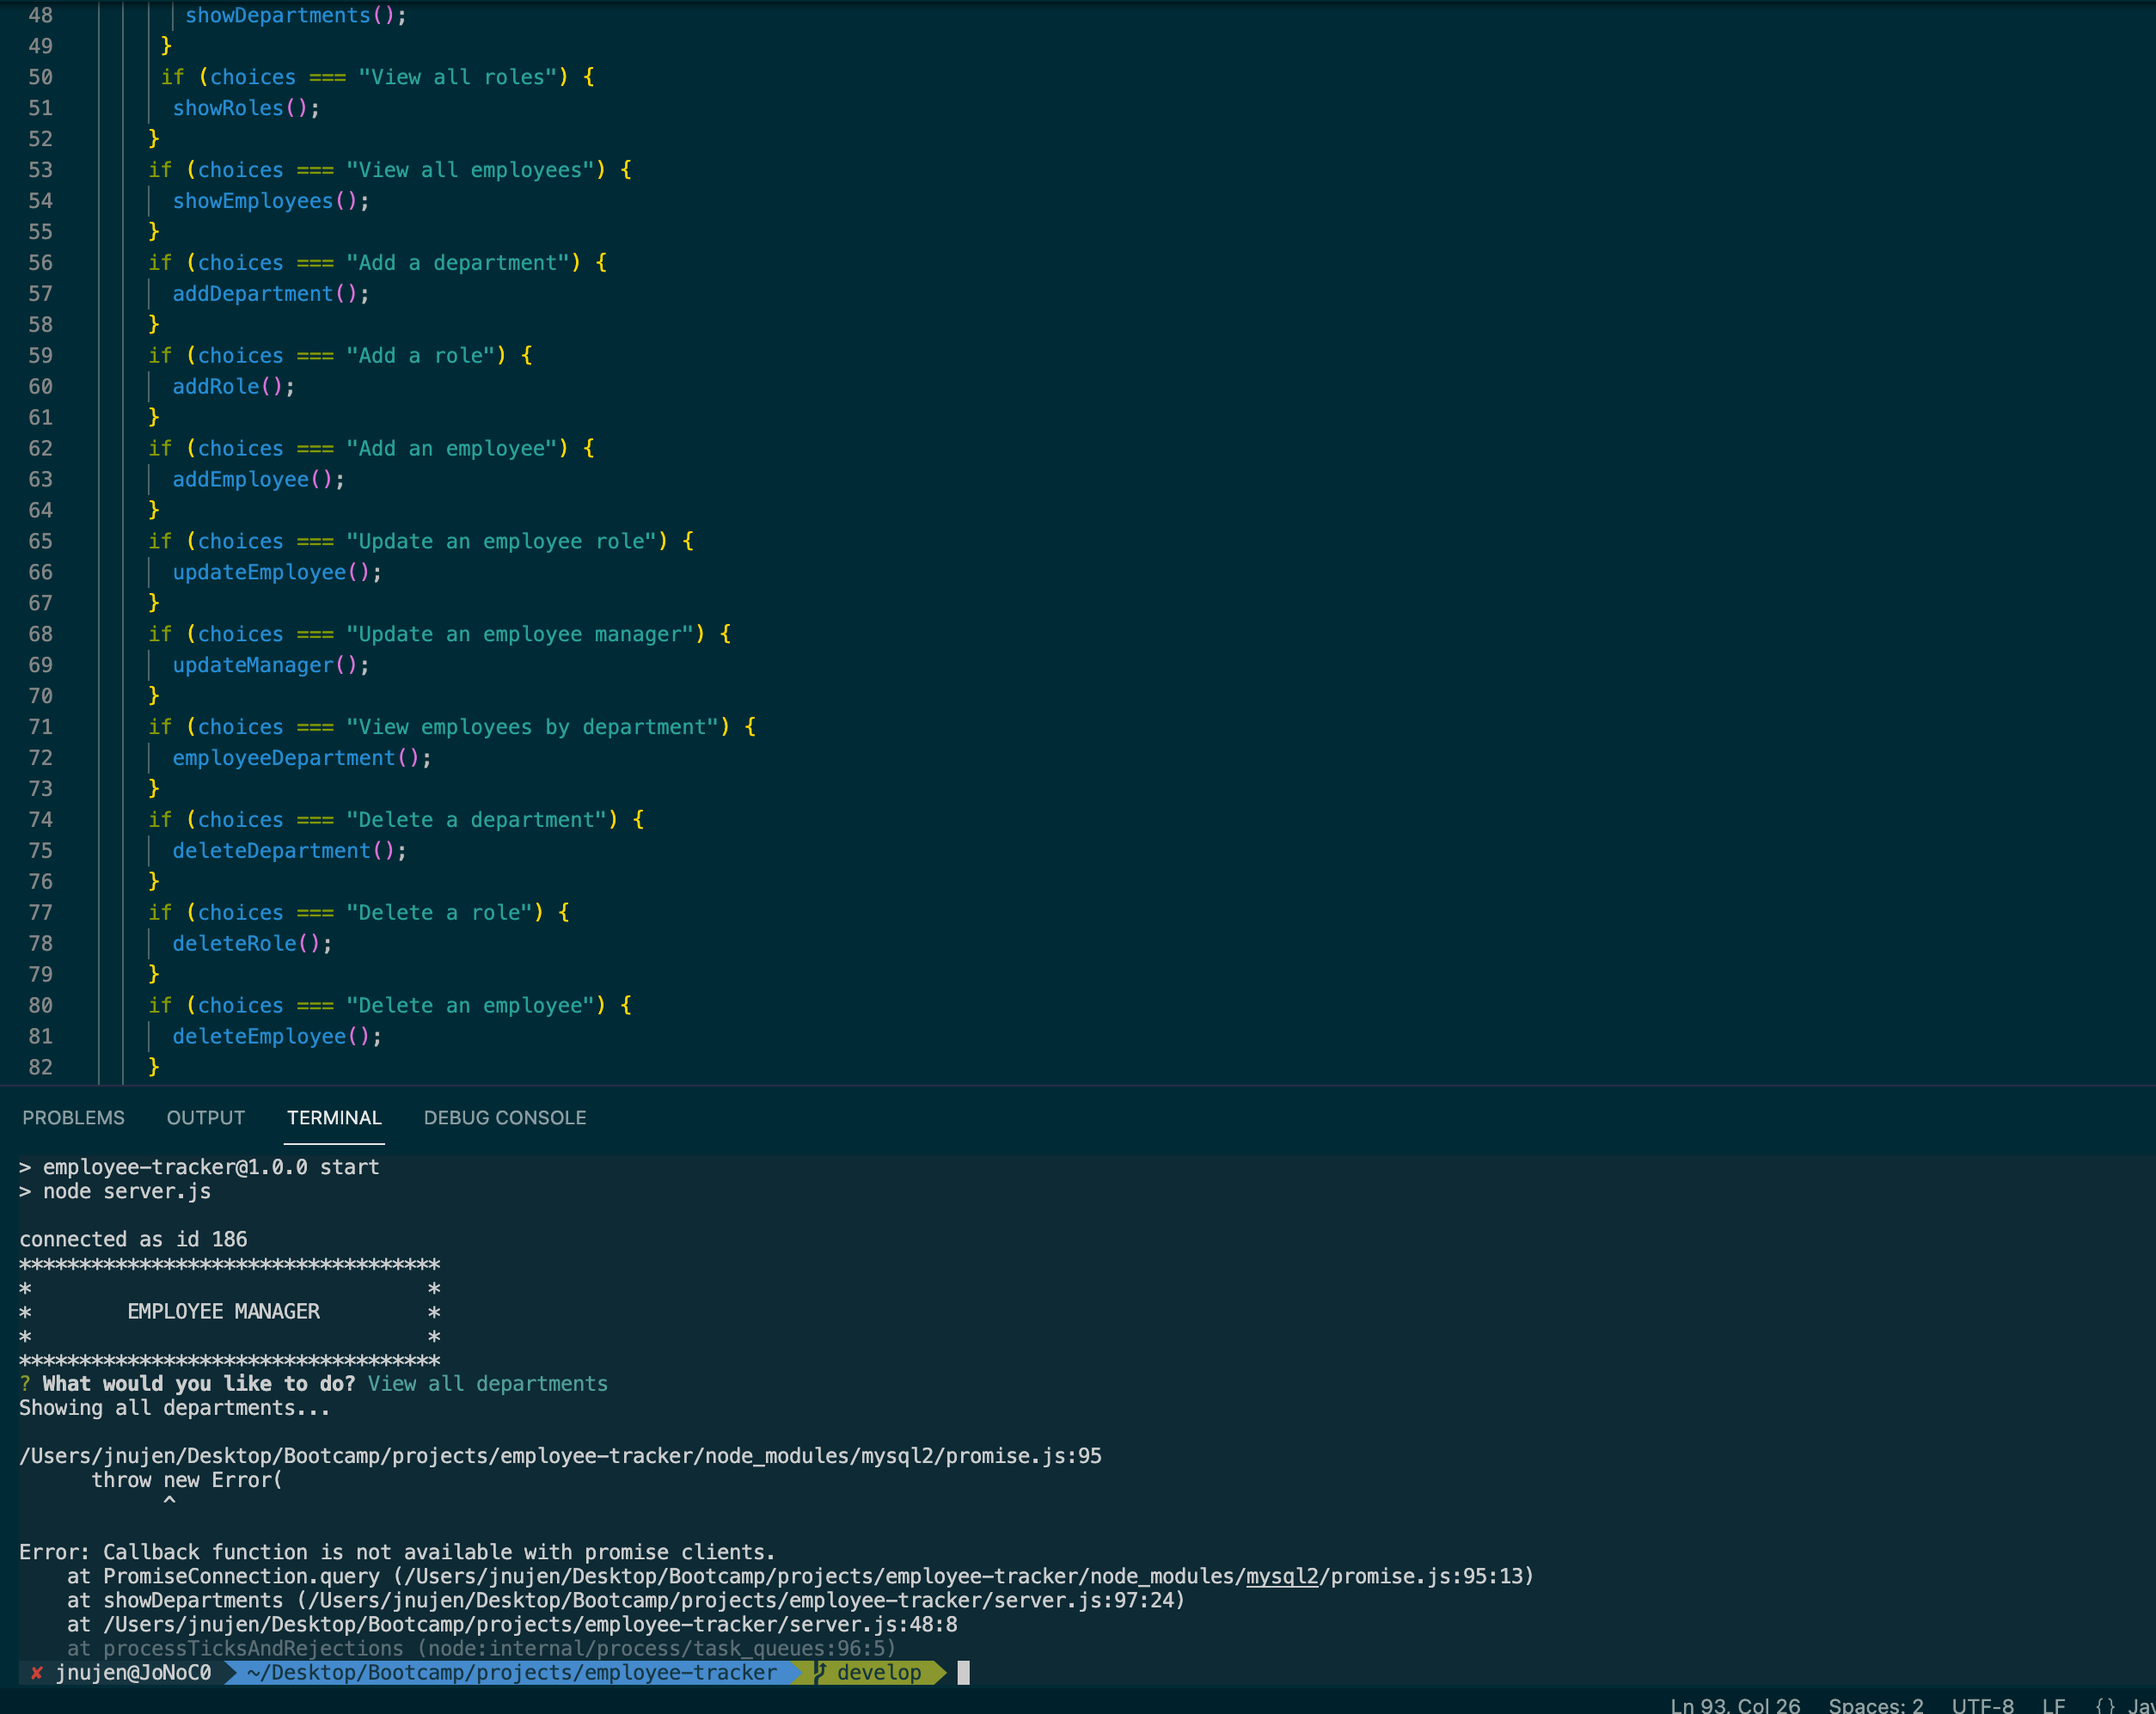 48 showDepartments();
49 }
50 if (choices === "View all roles") {
51 showRoles();
52 }
53 if (choices === "View all employees") {
54 showEmployees();
55 }
56 if (choices === "Add a department") {
57 addDepartment();
58 }
59 if (choices === "Add a role") {
60 addRole();
61 }
62 if (choices === "Add an employee") {
63 addEmployee();
64 }
65 if (choices === "Update an employee role") {
66 updateEmployee();
67 }
68 if (choices === "Update an employee manager") {
69 updateManager();
70 }
71 if (choices === "View employees by department") {
72 employeeDepartment();
73 }
74 if (choices === "Delete a department") {
75 deleteDepartment();
76 }
77 if (choices === "Delete a role") {
78 deleteRole();
79 }
80 if (choices === "Delete an employee") {
81 deleteEmployee();
82 }
PROBLEMS OUTPUT TERMINAL DEBUG CONSOLE
> employee-tracker@1.0.0 start
> node server.js
connected as id 186
***********************************
*                                 *
*        EMPLOYEE MANAGER         *
*                                 *
***********************************
? What would you like to do? View all departments
Showing all departments...
/Users/jnujen/Desktop/Bootcamp/projects/employee-tracker/node_modules/mysql2/promise.js:95
throw new Error(
^
Error: Callback function is not available with promise clients.
at PromiseConnection.query (/Users/jnujen/Desktop/Bootcamp/projects/employee-tracker/node_modules/mysql2/promise.js:95:13)
at showDepartments (/Users/jnujen/Desktop/Bootcamp/projects/employee-tracker/server.js:97:24)
at /Users/jnujen/Desktop/Bootcamp/projects/employee-tracker/server.js:48:8
at processTicksAndRejections (node:internal/process/task_queues:96:5)
✘ jnujen@JoNoC0 ~/Desktop/Bootcamp/projects/employee-tracker develop
Ln 93, Col 26 Spaces: 2 UTF-8 LF {} Jav